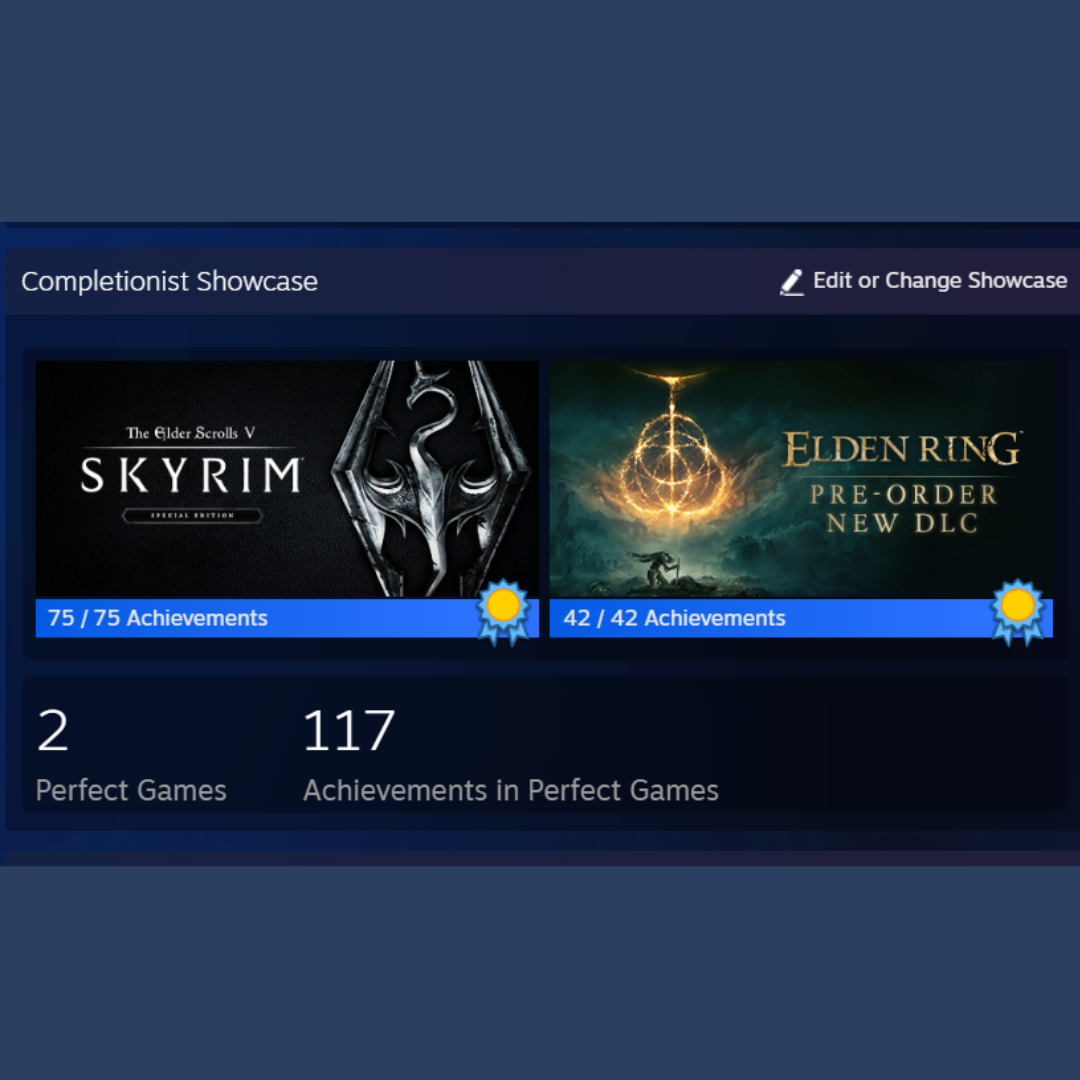 Completionist Showcase
Edit or Change Showcase
The Elder Scrolls V
SKYRIM
SPECIAL EDITION
ELDEN RING™
PRE-ORDER
NEW DLC
75 / 75 Achievements
42 / 42 Achievements
2
117
Perfect Games
Achievements in Perfect Games